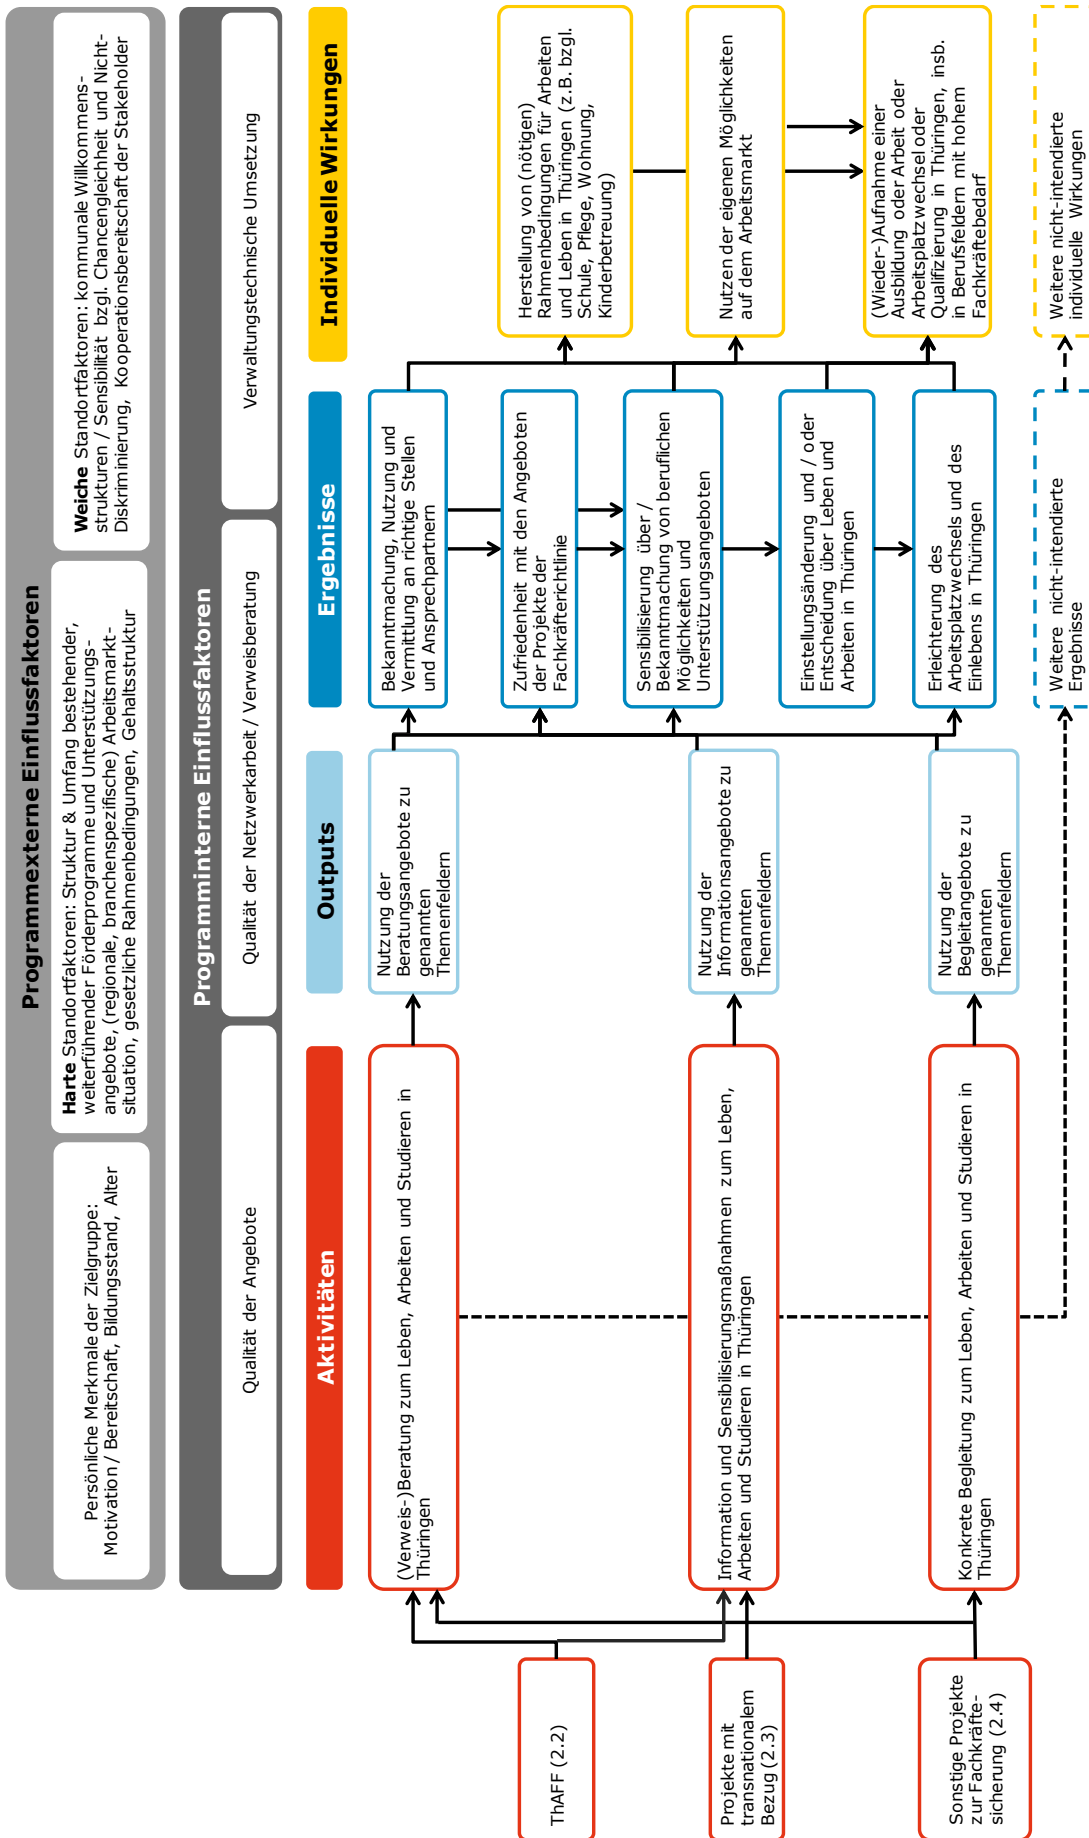 Programmexterne Einflussfaktoren
Persönliche Merkmale der Zielgruppe:
Motivation / Bereitschaft, Bildungsstand, Alter
Harte Standortfaktoren: Struktur & Umfang bestehender,
weiterführender Förderprogramme und Unterstützungs-
angebote, (regionale, branchenspezifische) Arbeitsmarkt-
situation, gesetzliche Rahmenbedingungen, Gehaltsstruktur
Weiche Standortfaktoren: kommunale Willkommens-
strukturen / Sensibilität bzgl. Chancengleichheit und Nicht-
Diskriminierung, Kooperationsbereitschaft der Stakeholder
Programminterne Einflussfaktoren
Qualität der Angebote
Qualität der Netzwerkarbeit / Verweisberatung
Verwaltungstechnische Umsetzung
Aktivitäten
Outputs
Ergebnisse
Individuelle Wirkungen
ThAFF (2.2)
Projekte mit
transnationalem
Bezug (2.3)
Sonstige Projekte
zur Fachkräfte-
sicherung (2.4)
(Verweis-)Beratung zum Leben, Arbeiten und Studieren in
Thüringen
Information und Sensibilisierungsmaßnahmen zum Leben,
Arbeiten und Studieren in Thüringen
Konkrete Begleitung zum Leben, Arbeiten und Studieren in
Thüringen
Nutzung der
Beratungsangebote zu
genannten
Themenfeldern
Nutzung der
Informationsangebote zu
genannten
Themenfeldern
Nutzung der
Begleitangebote zu
genannten
Themenfeldern
Bekanntmachung, Nutzung und
Vermittlung an richtige Stellen
und Ansprechpartnern
Zufriedenheit mit den Angeboten
der Projekte der
Fachkräfterichtlinie
Sensibilisierung über /
Bekanntmachung von beruflichen
Möglichkeiten und
Unterstützungsangeboten
Einstellungsänderung und / oder
Entscheidung über Leben und
Arbeiten in Thüringen
Erleichterung des
Arbeitsplatzwechsels und des
Einlebens in Thüringen
Weitere nicht-intendierte
Ergebnisse
Herstellung von (nötigen)
Rahmenbedingungen für Arbeiten
und Leben in Thüringen (z.B. bzgl.
Schule, Pflege, Wohnung,
Kinderbetreuung)
Nutzen der eigenen Möglichkeiten
auf dem Arbeitsmarkt
(Wieder-)Aufnahme einer
Ausbildung oder Arbeit oder
Arbeitsplatzwechsel oder
Qualifizierung in Thüringen, insb.
in Berufsfeldern mit hohem
Fachkräftebedarf
Weitere nicht-intendierte
individuelle Wirkungen